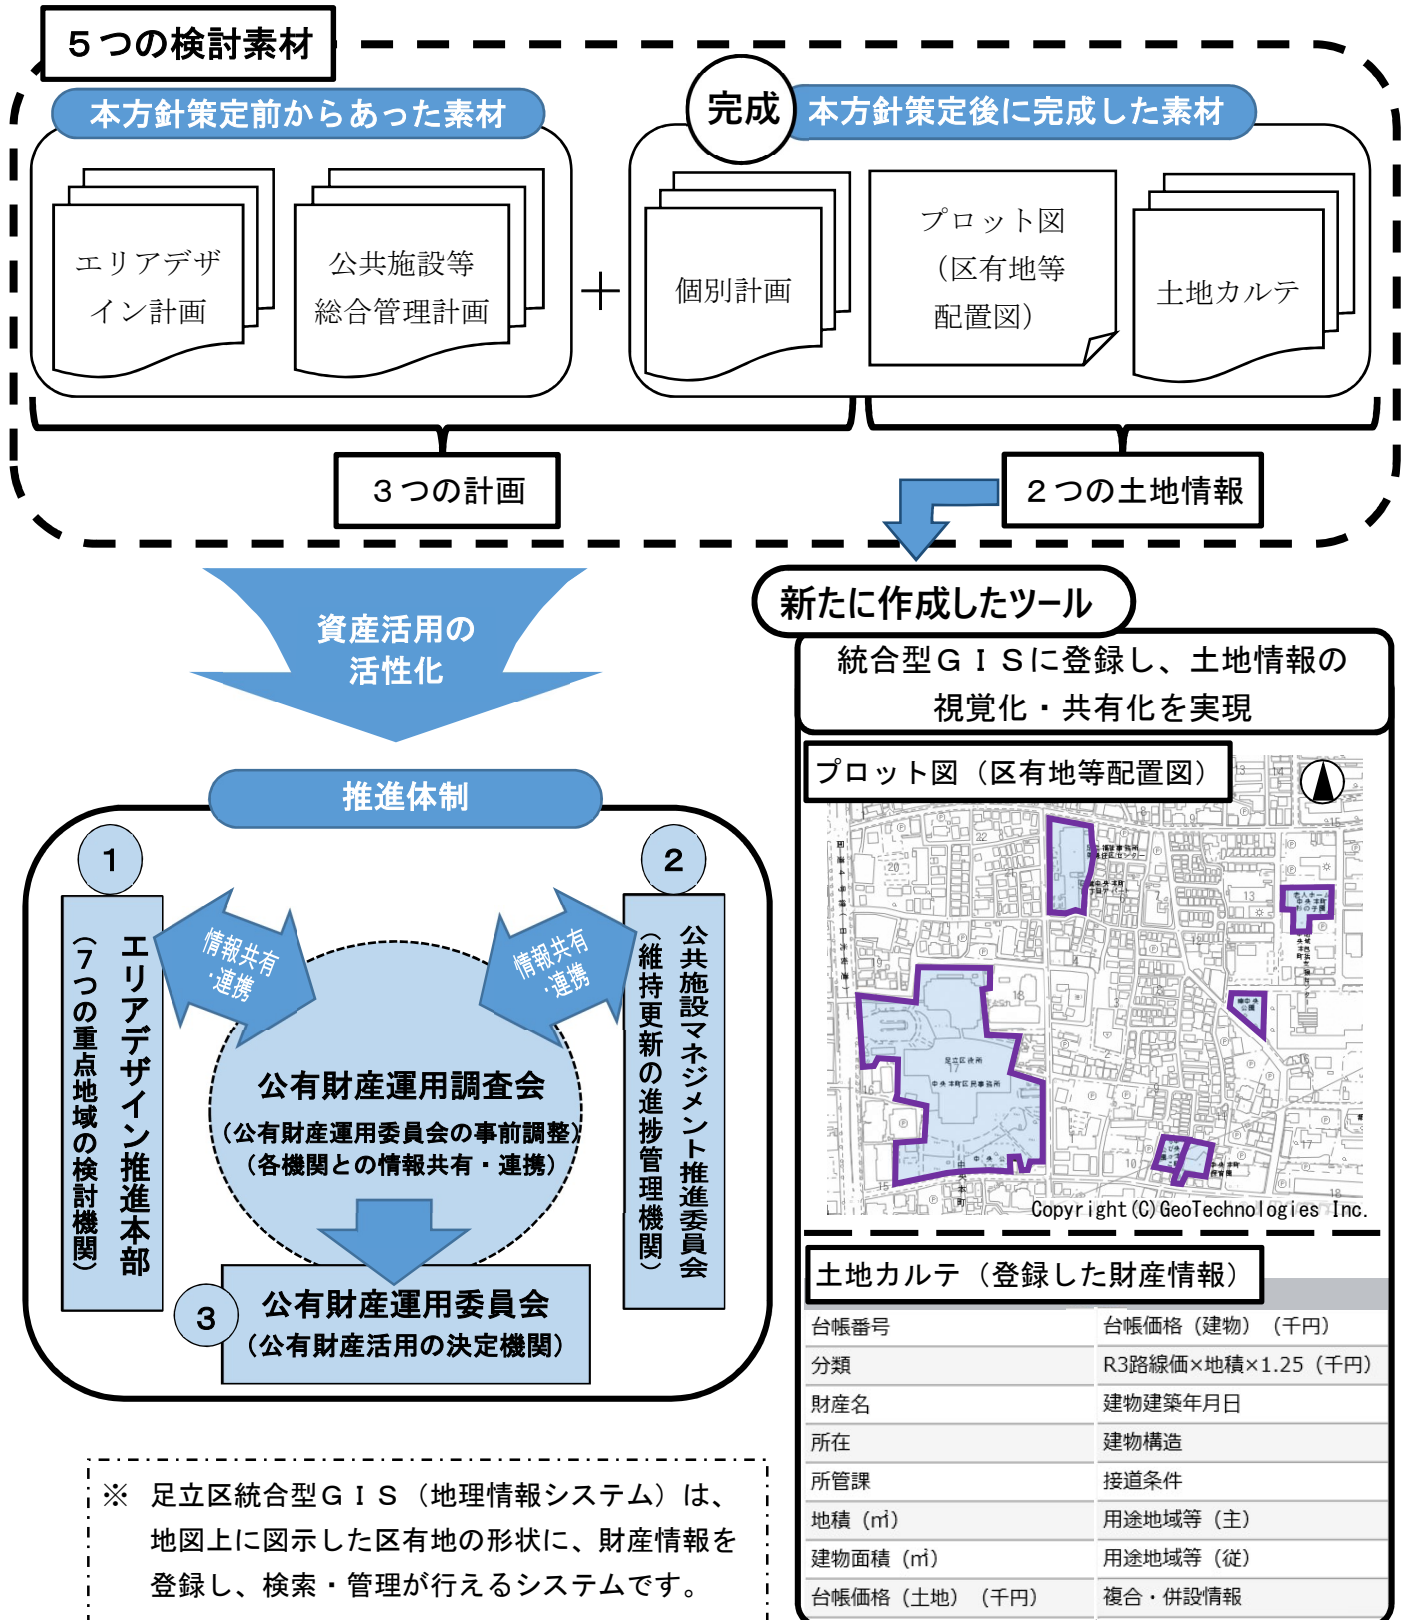 ５つの検討素材
本方針策定前からあった素材
完成
本方針策定後に完成した素材
エリアデザ
イン計画
公共施設等
総合管理計画
＋
個別計画
プロット図
（区有地等
配置図）
土地カルテ
３つの計画
２つの土地情報
資産活用の
活性化
新たに作成したツール
統合型ＧＩＳに登録し、土地情報の
視覚化・共有化を実現
推進体制
1
エリアデザイン推進本部
（７つの重点地域の検討機関）
情報共有
・連携
2
公共施設マネジメント推進委員会
（維持更新の進捗管理機関）
情報共有
・連携
公有財産運用調査会
（公有財産運用委員会の事前調整）
（各機関との情報共有・連携）
3
公有財産運用委員会
（公有財産活用の決定機関）
プロット図（区有地等配置図）
足立区役所
17
中央本町区民事務所
中央本町
Copyright(C)GeoTechnologies Inc.
土地カルテ（登録した財産情報）
台帳番号
台帳価格（建物）（千円）
分類
R3路線価×地積×1.25（千円）
財産名
建物建築年月日
所在
建物構造
所管課
接道条件
地積（㎡）
用途地域等（主）
建物面積（㎡）
用途地域等（従）
台帳価格（土地）（千円）
複合・併設情報
※ 足立区統合型ＧＩＳ（地理情報システム）は、
地図上に図示した区有地の形状に、財産情報を
登録し、検索・管理が行えるシステムです。